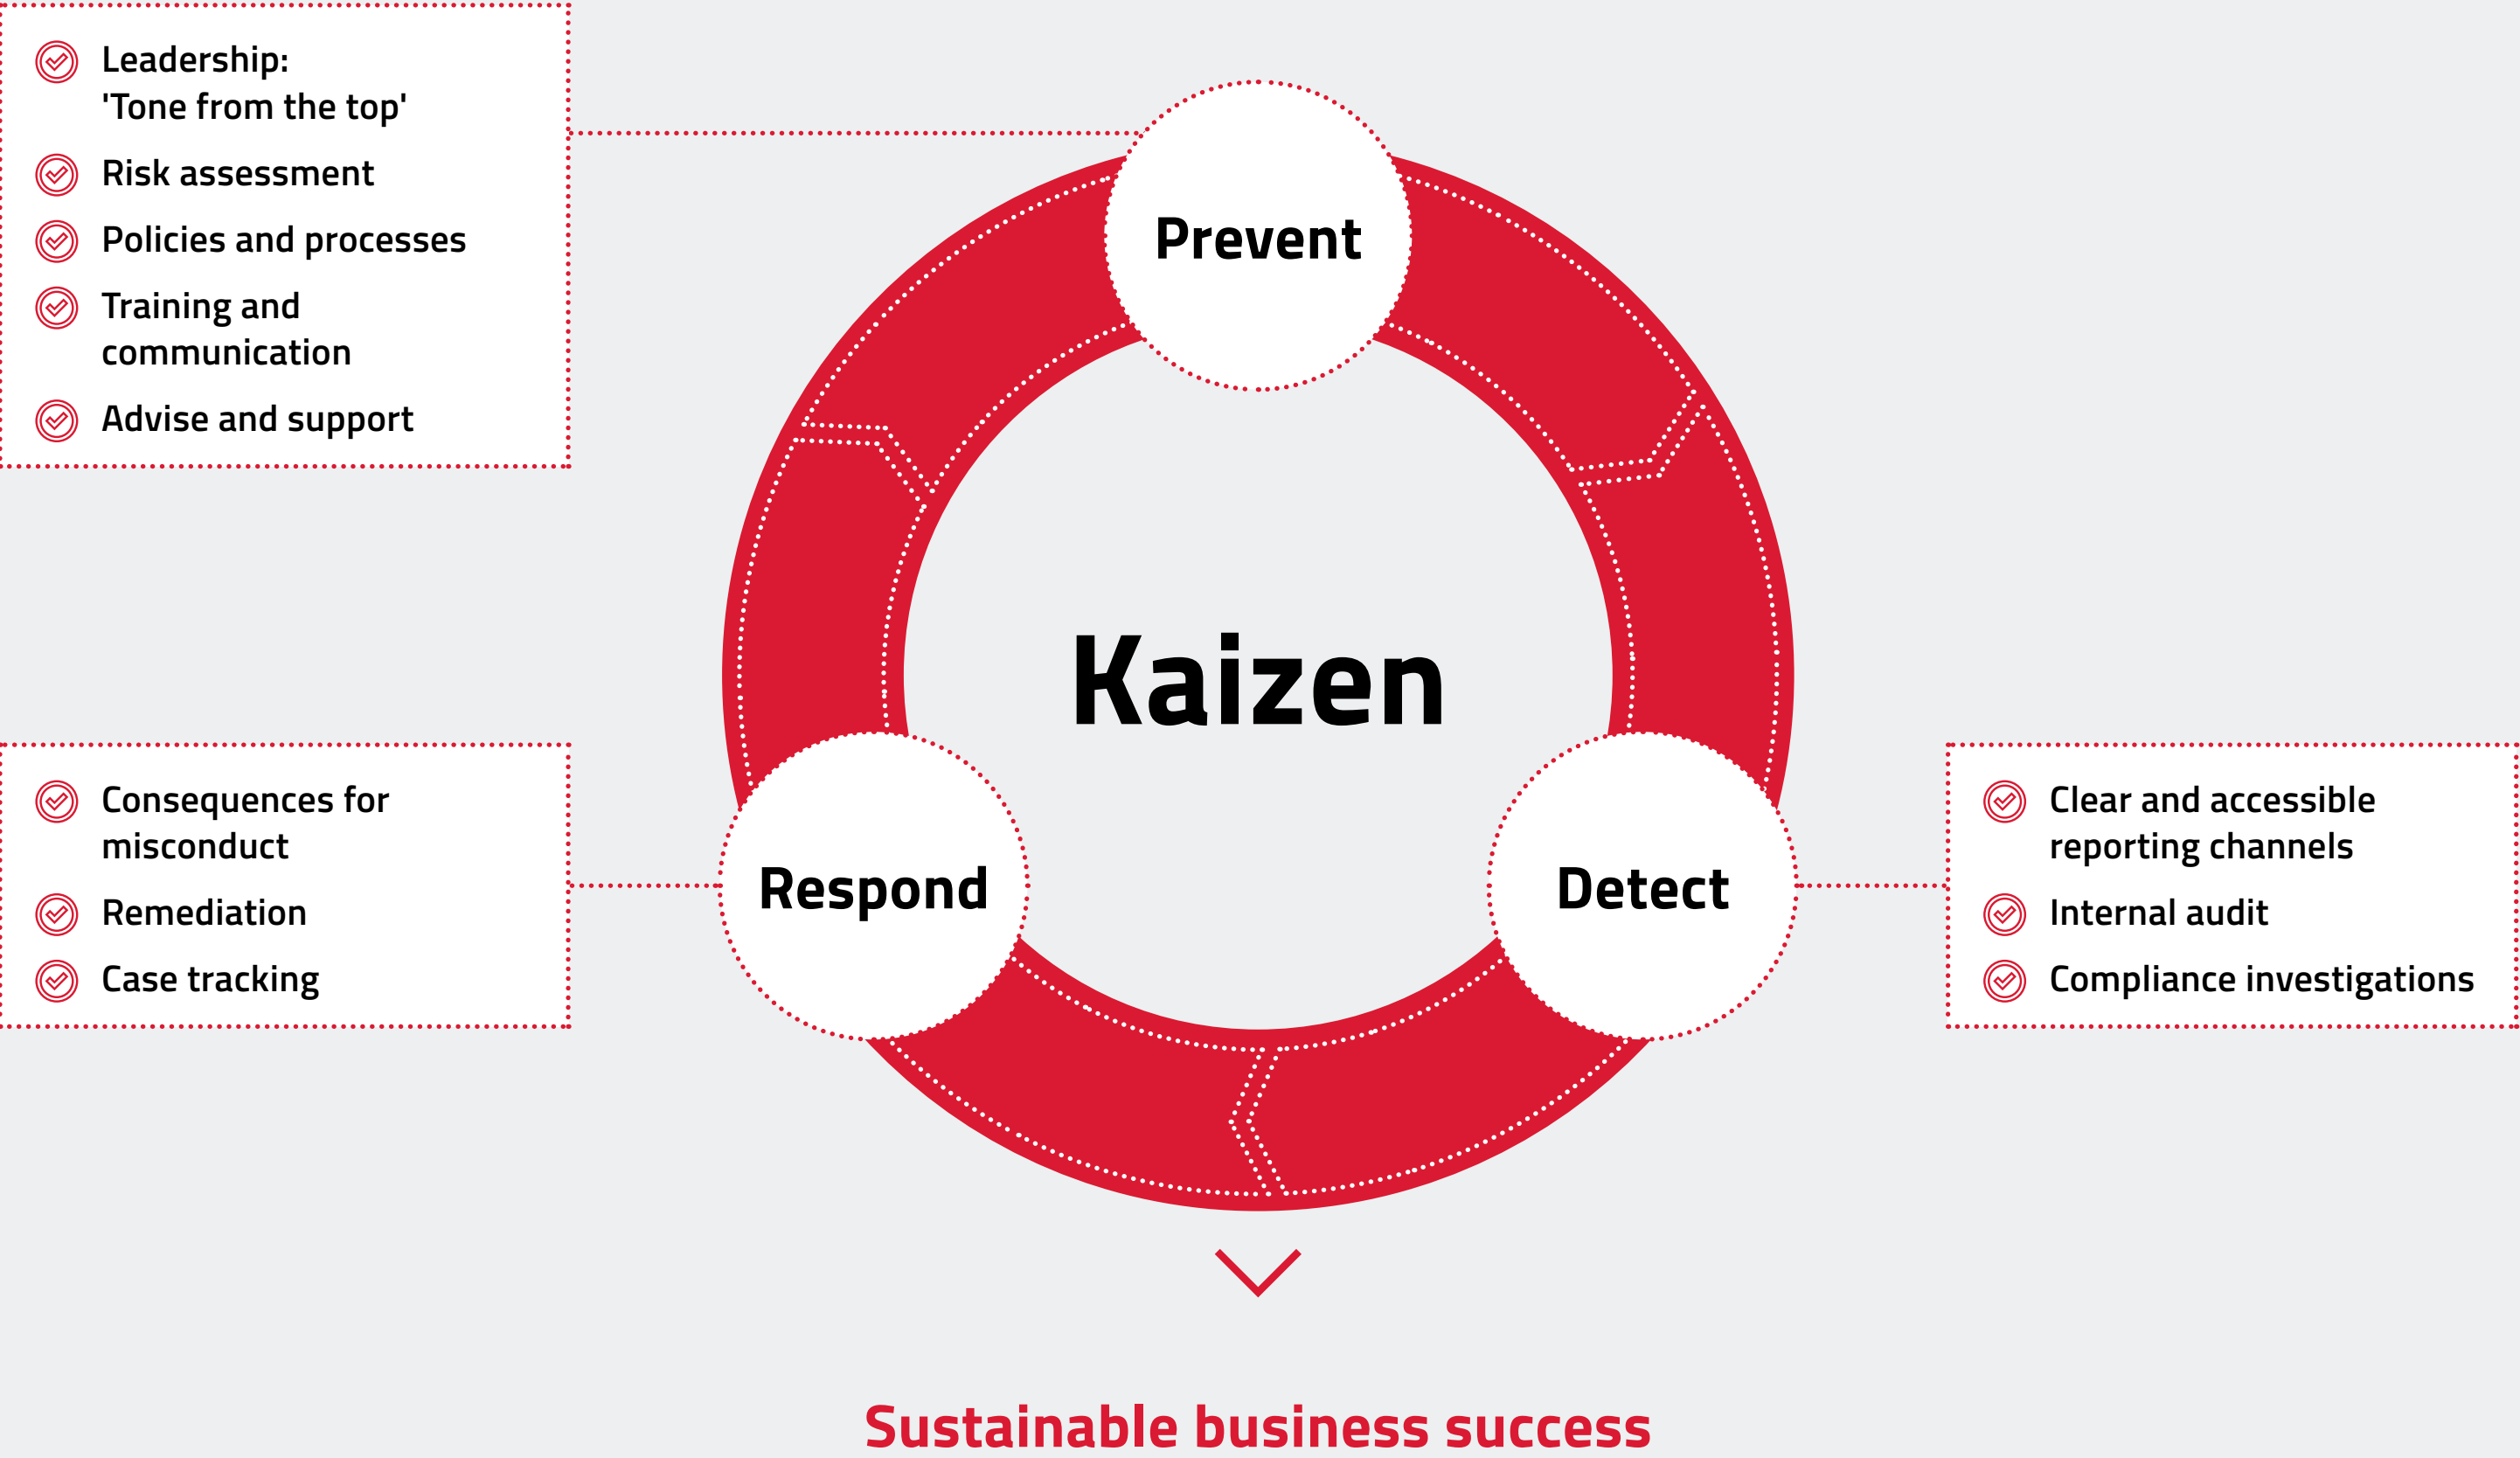 Leadership:
'Tone from the top'
Risk assessment
Policies and processes
Training and
communication
Advise and support
Prevent
Kaizen
Consequences for
misconduct
Remediation
Case tracking
Respond
Detect
Clear and accessible
reporting channels
Internal audit
Compliance investigations
Sustainable business success